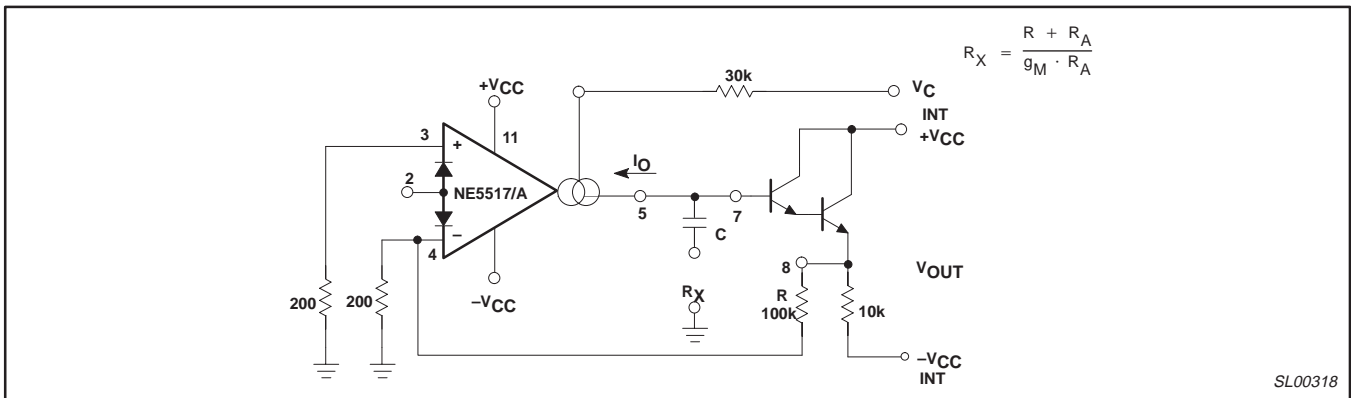 R_X = (R + R_A) / (g_M · R_A)
30k
V_C
+V_CC
INT
+V_CC
3
11
+
I_O
2
NE5517/A
5
7
–
4
C
8
V_OUT
–V_CC
R_X
R
100k
10k
200
200
–V_CC
INT
SL00318